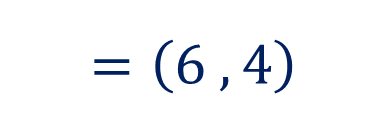 = (6 , 4)